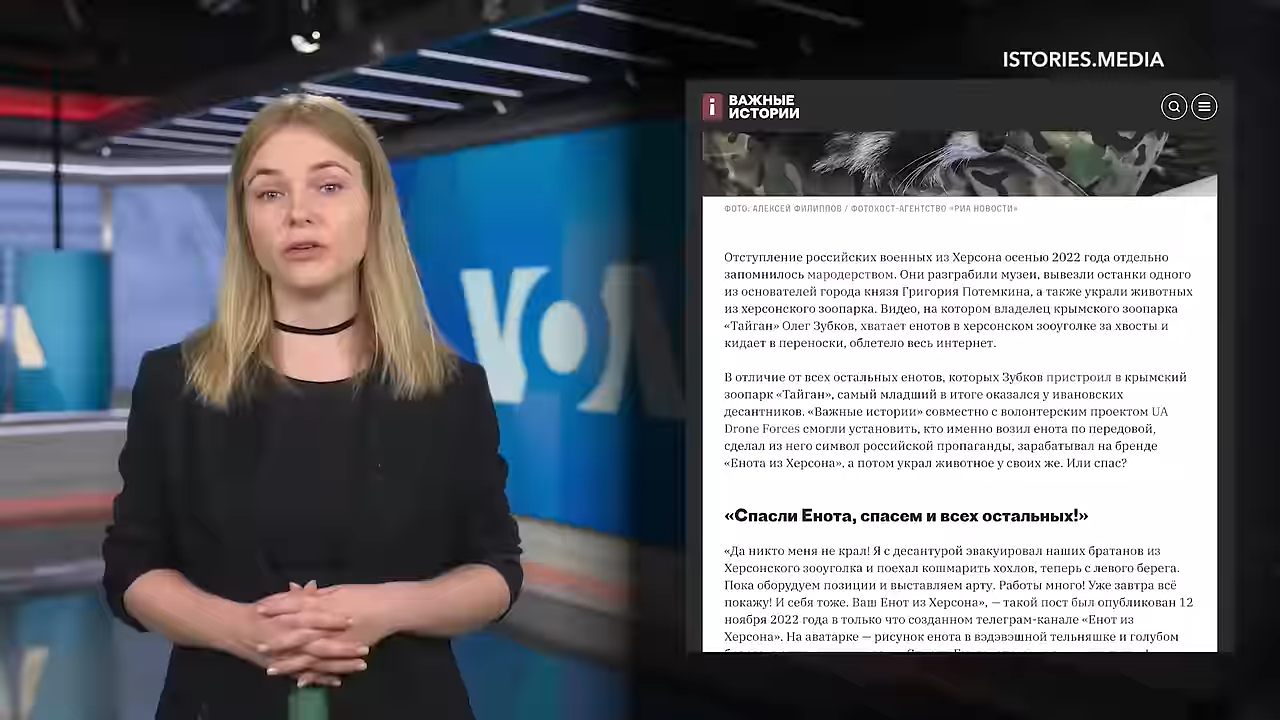 ISTORIES.MEDIA
i ВАЖНЫЕ
ИСТОРИИ
ФОТО: АЛЕКСЕЙ ФИЛИППОВ / ФОТОХОСТ-АГЕНТСТВО «РИА НОВОСТИ»
Отступление российских военных из Херсона осенью 2022 года отдельно
запомнилось мародерством. Они разграбили музеи, вывезли останки одного
из основателей города князя Григория Потемкина, а также украли животных
из херсонского зоопарка. Видео, на котором владелец крымского зоопарка
«Тайган» Олег Зубков, хватает енотов в херсонском зооуголке за хвосты и
кидает в переноски, облетело весь интернет.
В отличие от всех остальных енотов, которых Зубков пристроил в крымский
зоопарк «Тайган», самый младший в итоге оказался у ивановских
десантников. «Важные истории» совместно с волонтерским проектом UA
Drone Forces смогли установить, кто именно возил енота по передовой,
сделал из него символ российской пропаганды, зарабатывал на бренде
«Енота из Херсона», а потом украл животное у своих же. Или спас?
«Спасли Енота, спасем и всех остальных!»
«Да никто меня не крал! Я с десантурой эвакуировал наших братанов из
Херсонского зооуголка и поехал кошмарить хохлов, теперь с левого берега.
Пока оборудуем позиции и выставляем арту. Работы много! Уже завтра всё
покажу! И себя тоже. Ваш Енот из Херсона», — такой пост был опубликован 12
ноября 2022 года в только что созданном телеграм-канале «Енот из
Херсона». На аватарке — рисунок енота в вэдэвэшной тельняшке и голубом
VOA